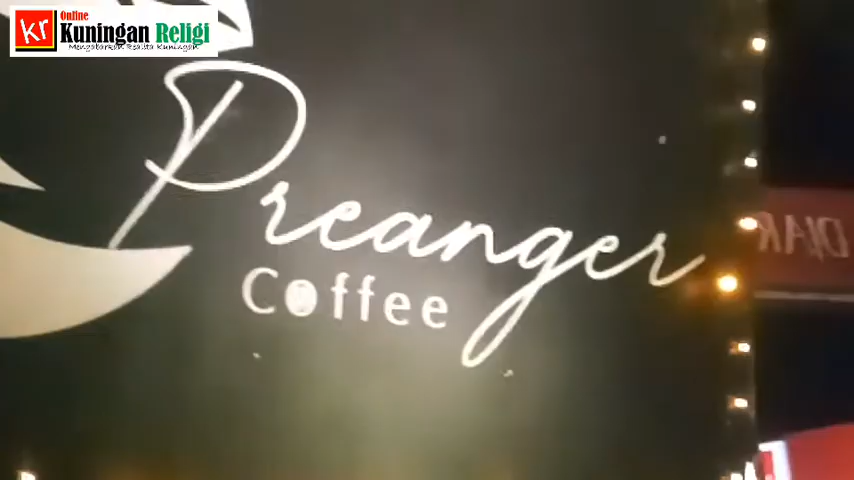 kr Online
Kuningan Religi
Mengabarkan Realita Kuningan
Preanger
Coffee